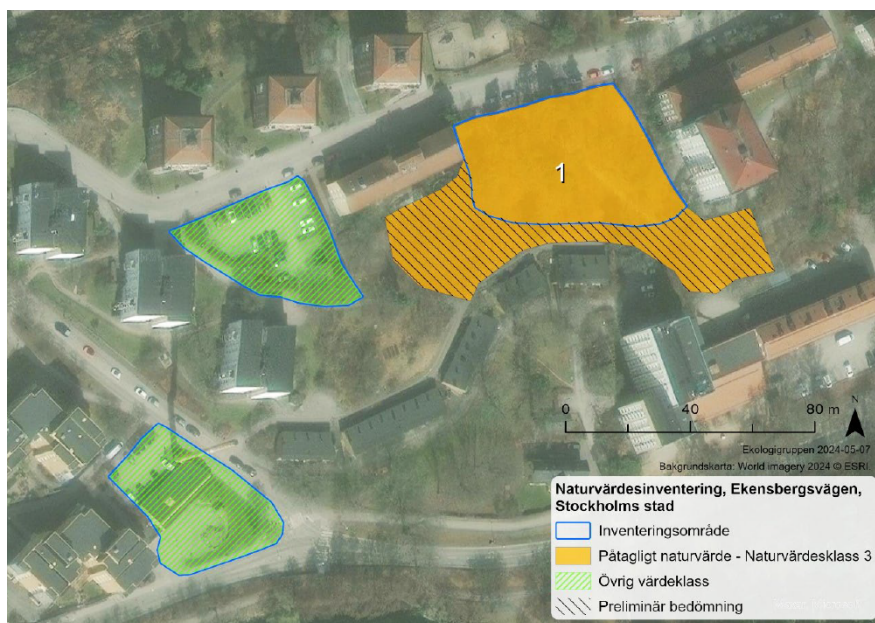 1
N
0 40 80 m
Ekologigruppen 2024-05-07
Bakgrundskarta: World imagery 2024 © ESRI.
Naturvärdesinventering, Ekensbergsvägen,
Stockholms stad
Inventeringsområde
Påtagligt naturvärde - Naturvärdesklass 3
Övrig värdeklass
Preliminär bedömning